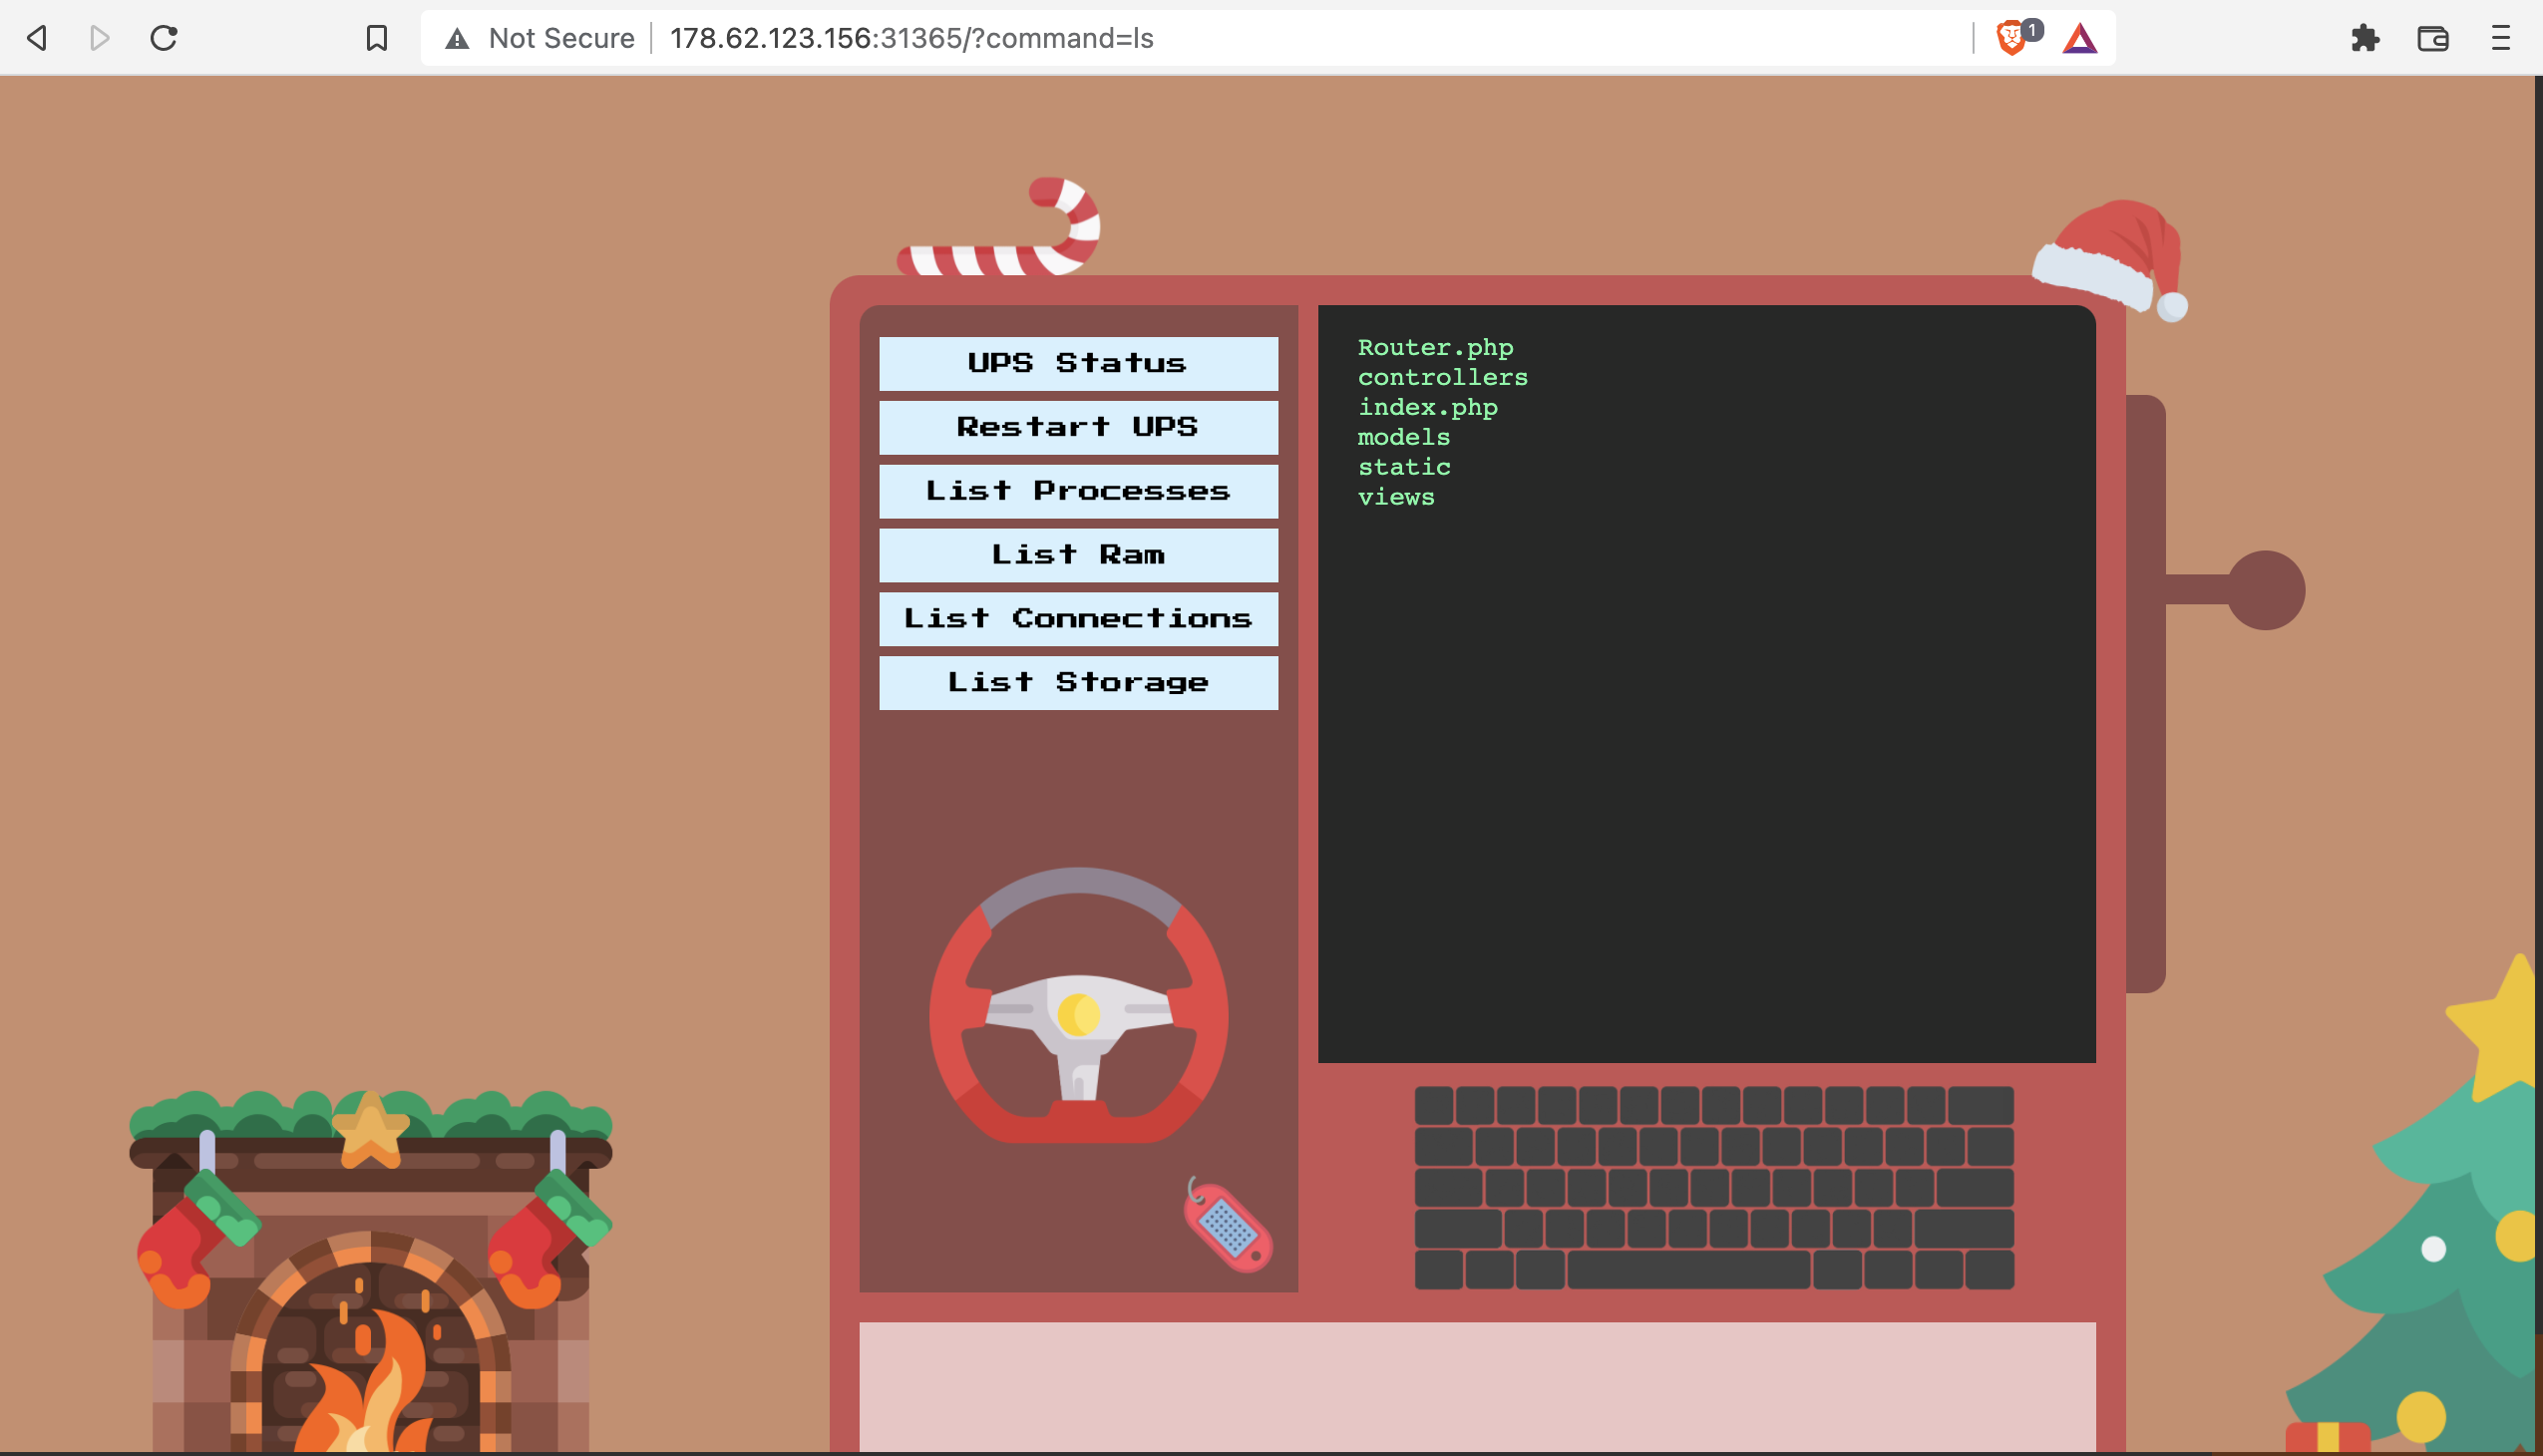 Not Secure 178.62.123.156:31365/?command=ls
1
UPS Status
Restart UPS
List Processes
List Ram
List Connections
List Storage
Router.php
controllers
index.php
models
static
views